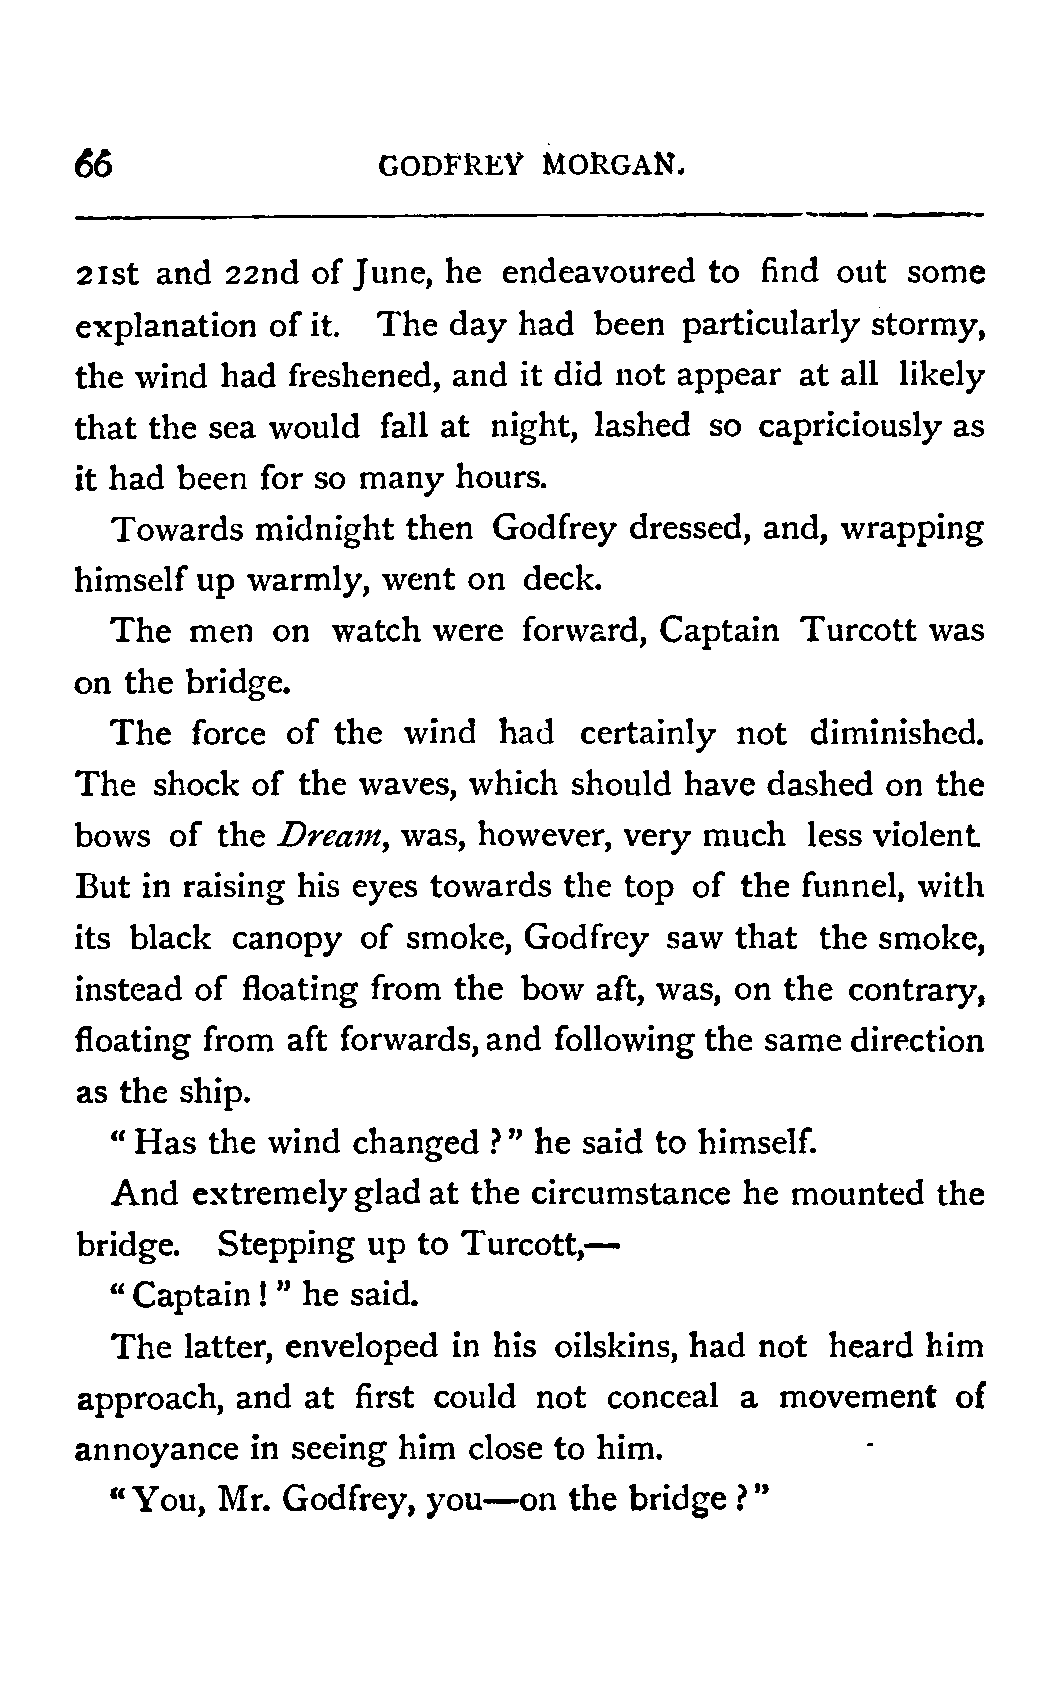 66 GODFREY MORGAN.
21st and 22nd of June, he endeavoured to find out some
explanation of it. The day had been particularly stormy,
the wind had freshened, and it did not appear at all likely
that the sea would fall at night, lashed so capriciously as
it had been for so many hours.
Towards midnight then Godfrey dressed, and, wrapping
himself up warmly, went on deck.
The men on watch were forward, Captain Turcott was
on the bridge.
The force of the wind had certainly not diminished.
The shock of the waves, which should have dashed on the
bows of the Dream, was, however, very much less violent
But in raising his eyes towards the top of the funnel, with
its black canopy of smoke, Godfrey saw that the smoke,
instead of floating from the bow aft, was, on the contrary,
floating from aft forwards, and following the same direction
as the ship.
“ Has the wind changed ? ” he said to himself.
And extremely glad at the circumstance he mounted the
bridge. Stepping up to Turcott,—
“ Captain ! ” he said.
The latter, enveloped in his oilskins, had not heard him
approach, and at first could not conceal a movement of
annoyance in seeing him close to him.
“ You, Mr. Godfrey, you—on the bridge ? ”